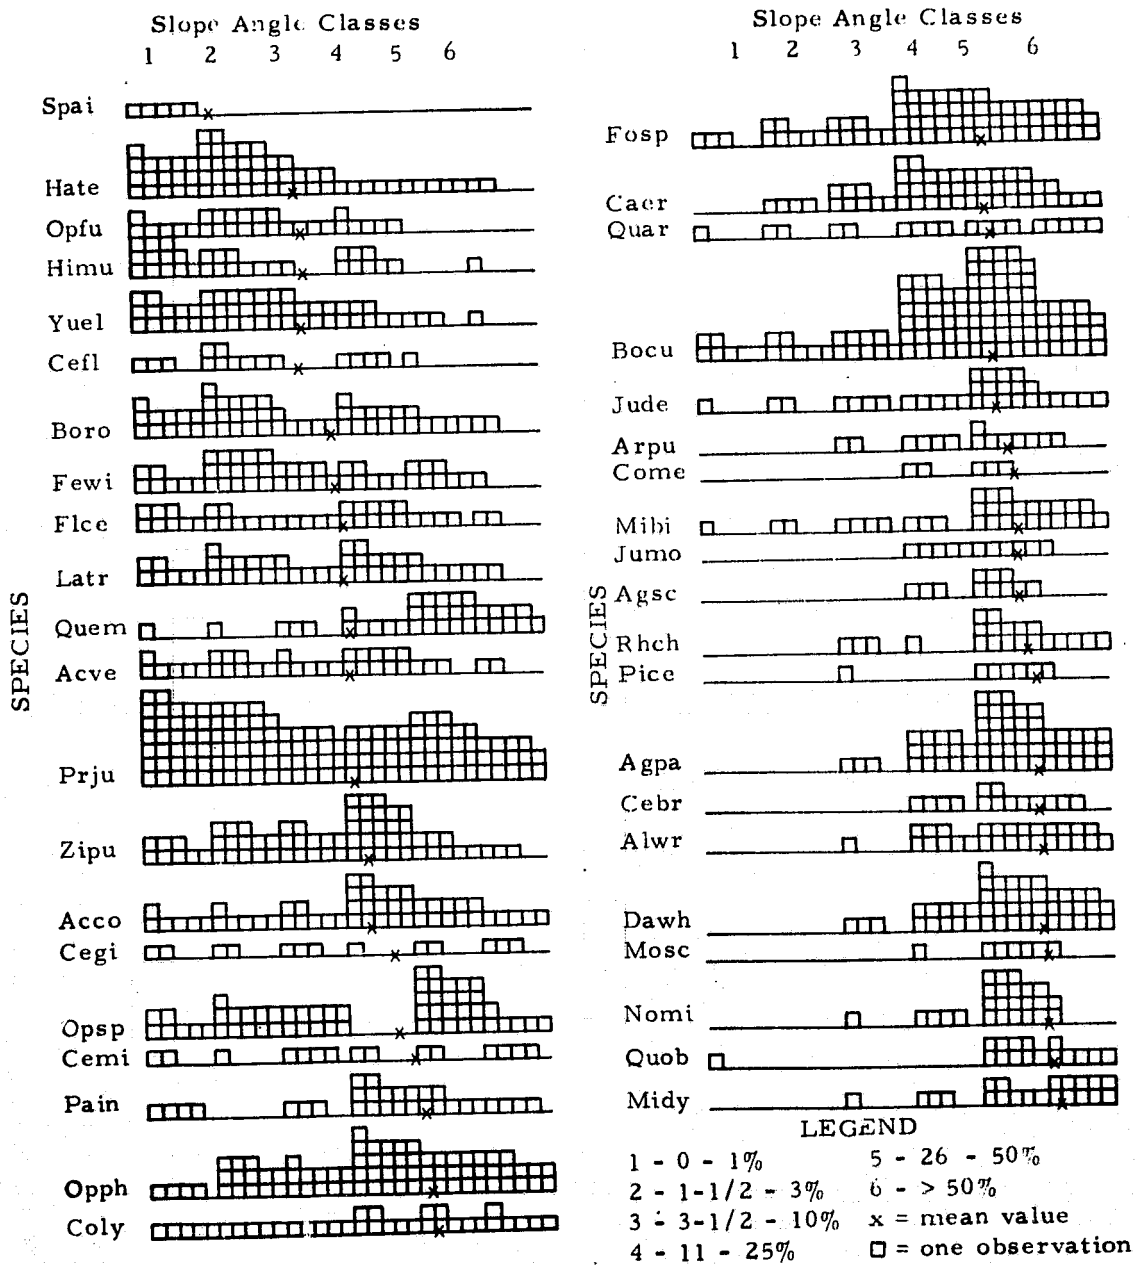 Slope Angle Classes
1 2 3 4 5 6
SPECIES
Spai
Hate
Opfu
Himu
Yuel
Cefl
Boro
Fewi
Flce
Latr
Quem
Acve
Prju
Zipu
Acco
Cegi
Opsp
Cemi
Pain
Opph
Coly
Slope Angle Classes
1 2 3 4 5 6
SPECIES
Fosp
Caer
Quar
Bocu
Jude
Arpu
Come
Mibi
Jumo
Agsc
Rhch
Pice
Agpa
Cebr
Alwr
Dawh
Mosc
Nomi
Quob
Midy
LEGEND
1 - 0 - 1% 5 - 26 - 50%
2 - 1-1/2 - 3% 6 - > 50%
3 - 3-1/2 - 10% x = mean value
4 - 11 - 25% □ = one observation